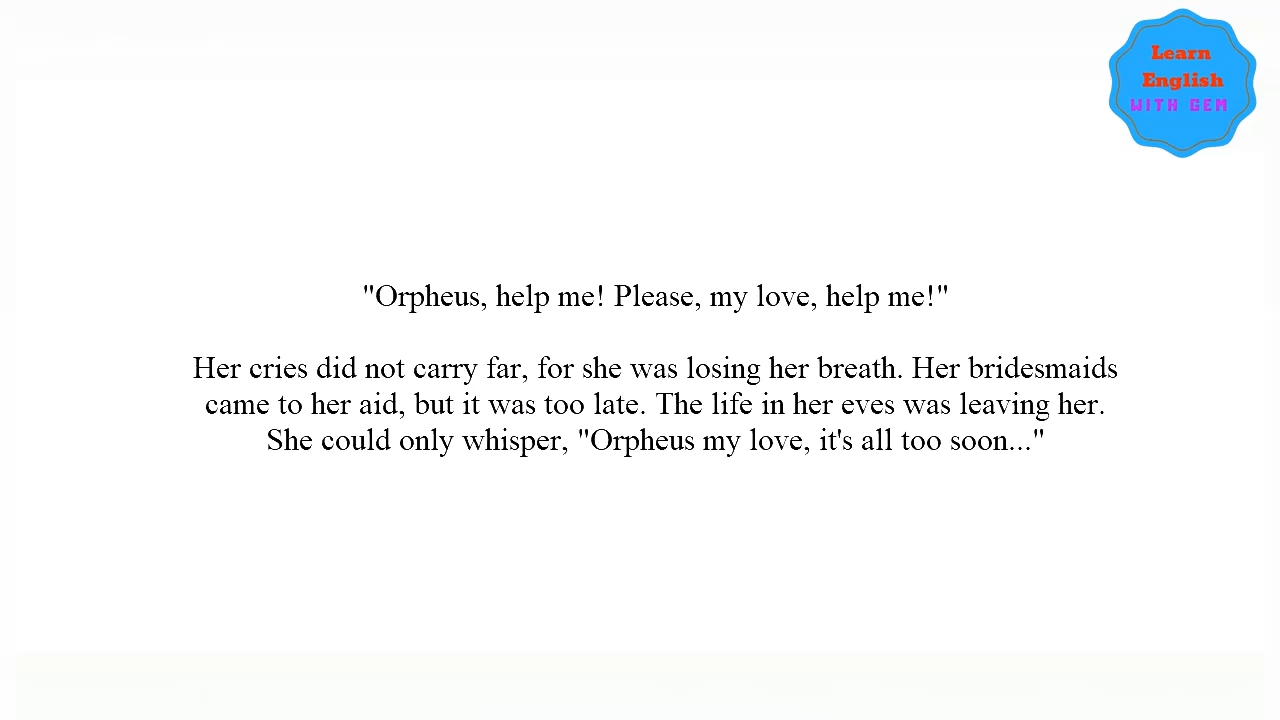 Learn
English
WITH GEM
"Orpheus, help me! Please, my love, help me!"
Her cries did not carry far, for she was losing her breath. Her bridesmaids
came to her aid, but it was too late. The life in her eves was leaving her.
She could only whisper, "Orpheus my love, it's all too soon..."